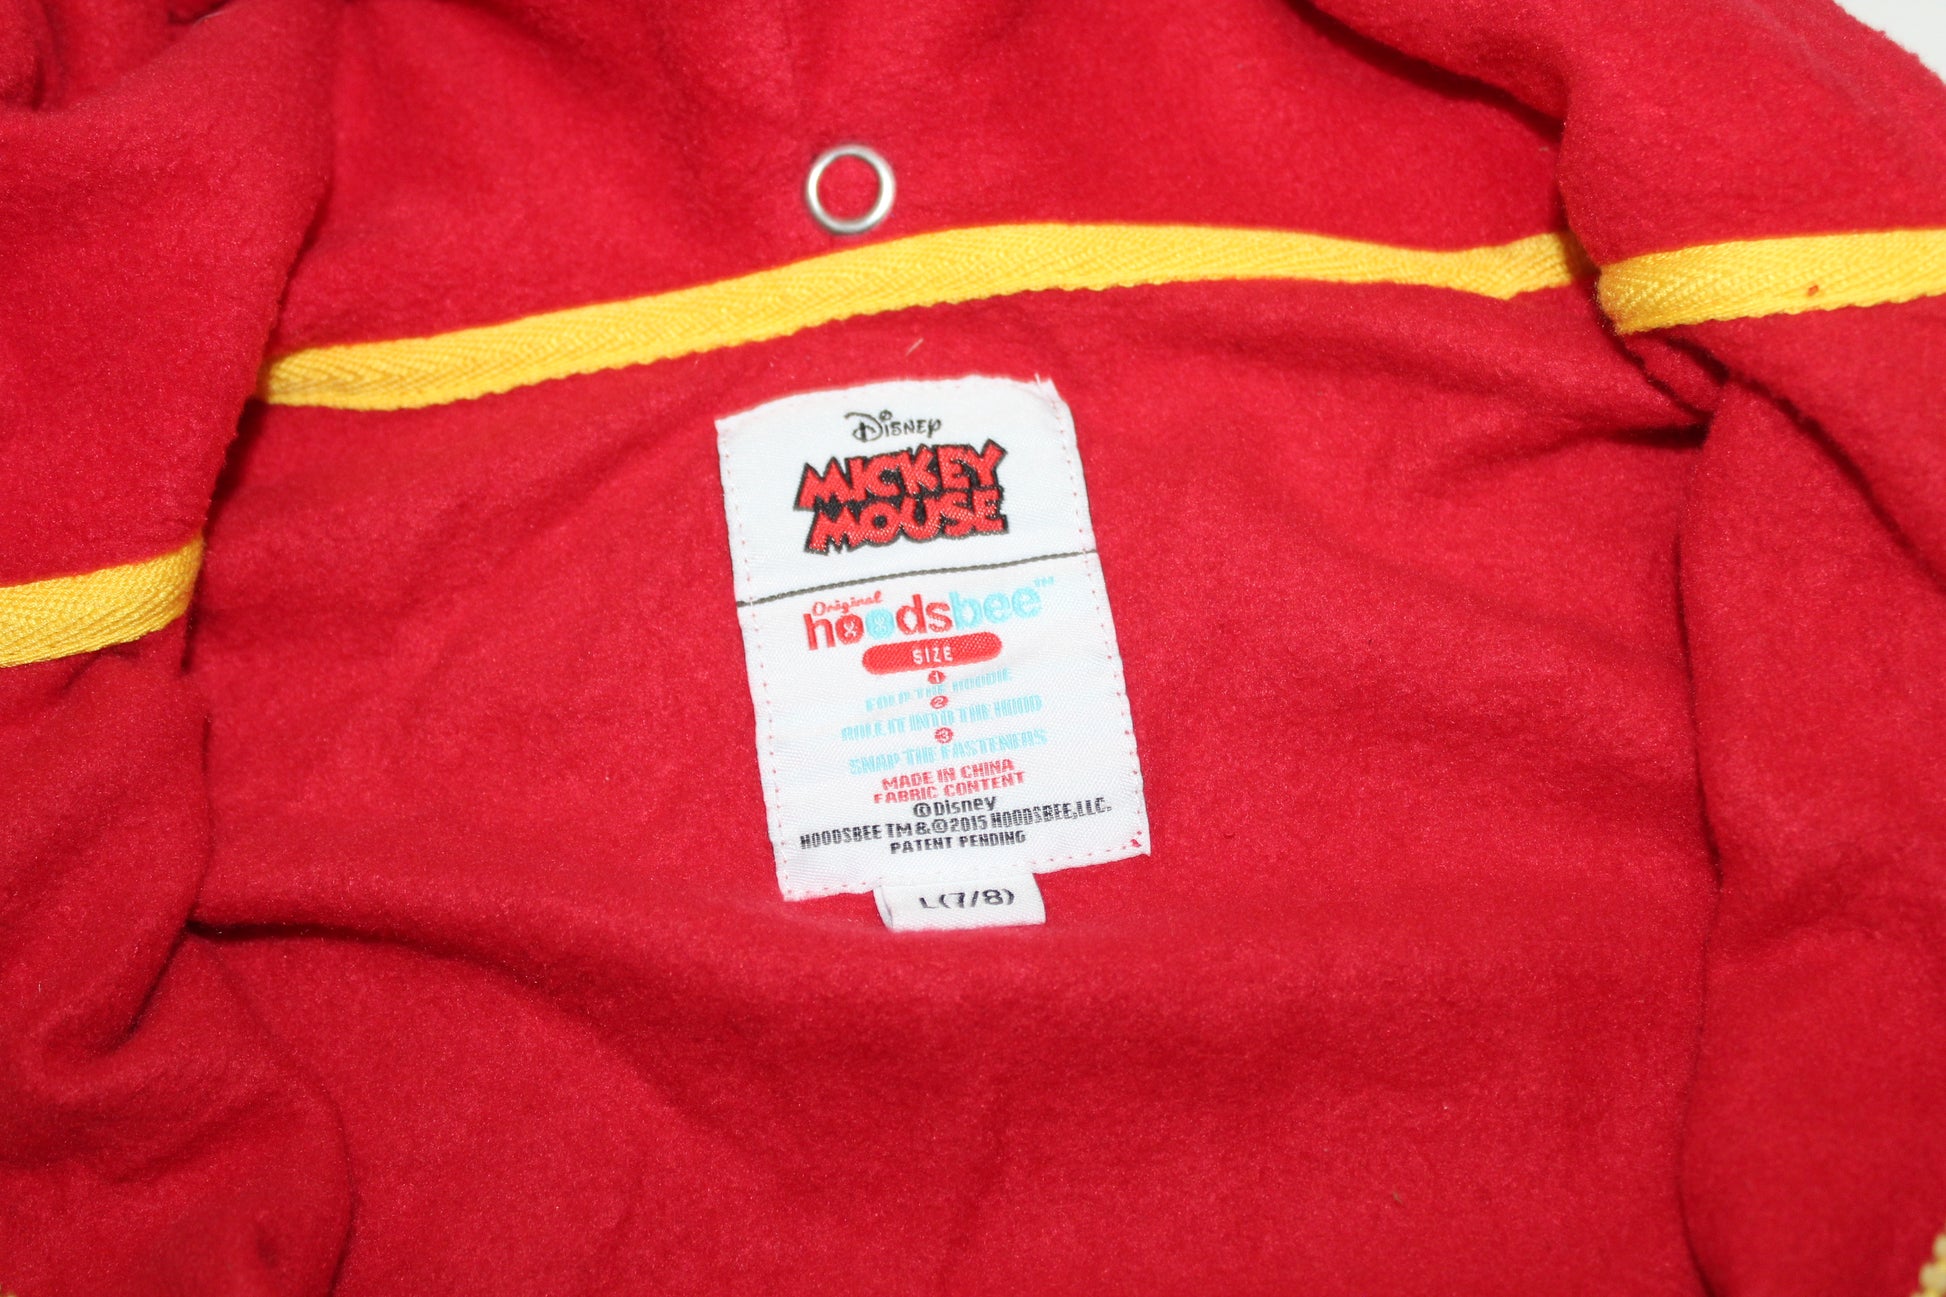 Disney
MICKEY
MOUSE
Original
hoodsbee™
SIZE
1
FOLD THE HOODIE
2
ROLE IT INTO THE HOOD
3
SNAP THE FASTENERS
MADE IN CHINA
FABRIC CONTENT
©Disney
HOODSBEE TM & ©2015 HOODSBEE,LLC.
PATENT PENDING
L(7/8)